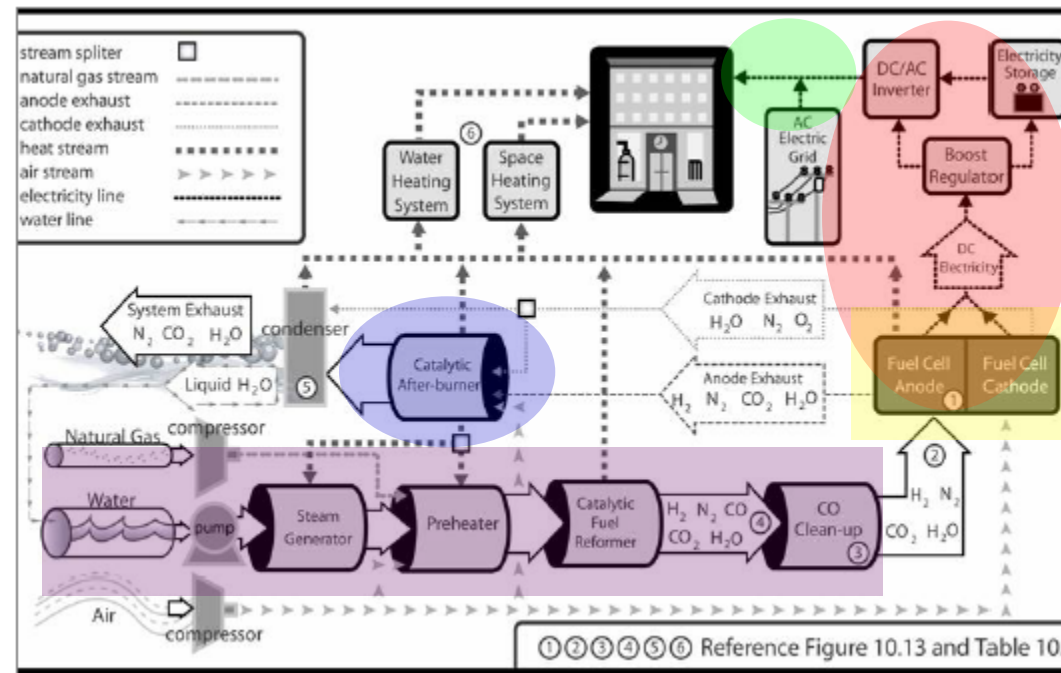 stream spliter
natural gas stream
anode exhaust
cathode exhaust
heat stream
air stream
electricity line
water line
Water
Heating
System
⑥
Space
Heating
System
AC
Electric
Grid
DC/AC
Inverter
Electricity
Storage
Boost
Regulator
DC
Electricity
System Exhaust
N2 CO2 H2O
condenser
⑤
Liquid H2O
Catalytic
After-burner
Cathode Exhaust
H2O N2 O2
Anode Exhaust
H2 N2 CO2 H2O
Fuel Cell
Anode
①
Fuel Cell
Cathode
②
H2 N2
CO2 H2O
Natural Gas
compressor
Water
pump
Steam
Generator
Preheater
Catalytic
Fuel
Reformer
H2 N2 CO
CO2 H2O
④
CO
Clean-up
③
Air
compressor
①②③④⑤⑥ Reference Figure 10.13 and Table 10.